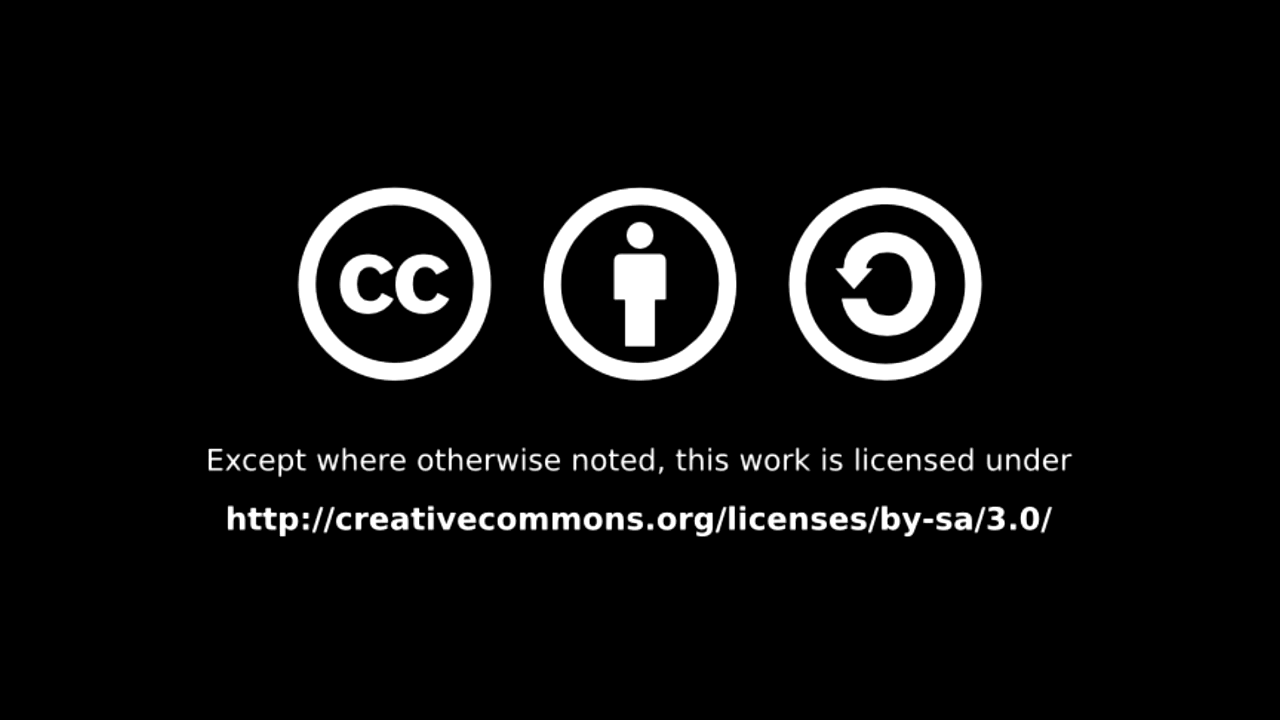 cc
Except where otherwise noted, this work is licensed under
http://creativecommons.org/licenses/by-sa/3.0/